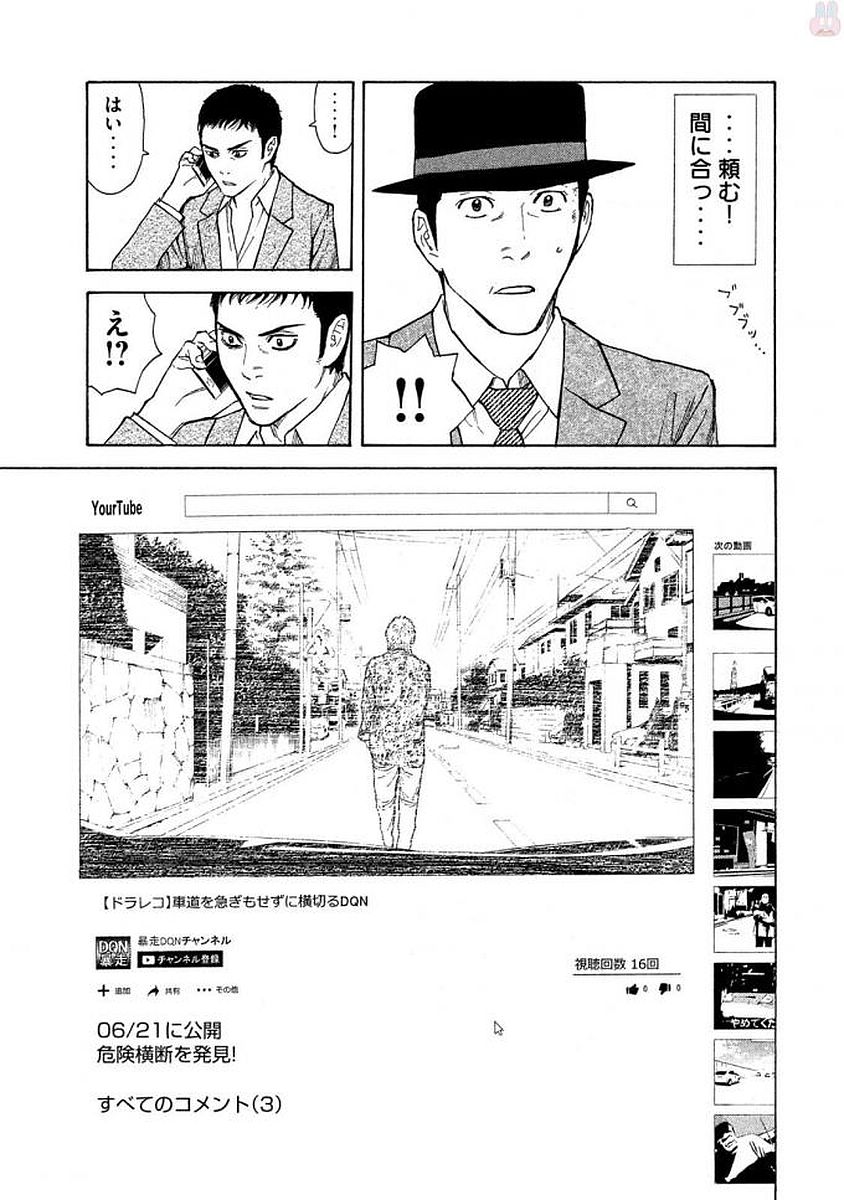 ‥‥頼む！
間に合っ‥‥
ブブブッ‥‥
！！
‥‥‥！
はい‥‥
え！？
YourTube
次の動画
【ドラレコ】車道を急ぎもせずに横切るDQN
DQN
暴走
暴走DQNチャンネル
チャンネル登録
視聴回数 16回
追加
共有
その他
0
0
06/21に公開
危険横断を発見！
すべてのコメント（3）
やめてくだ